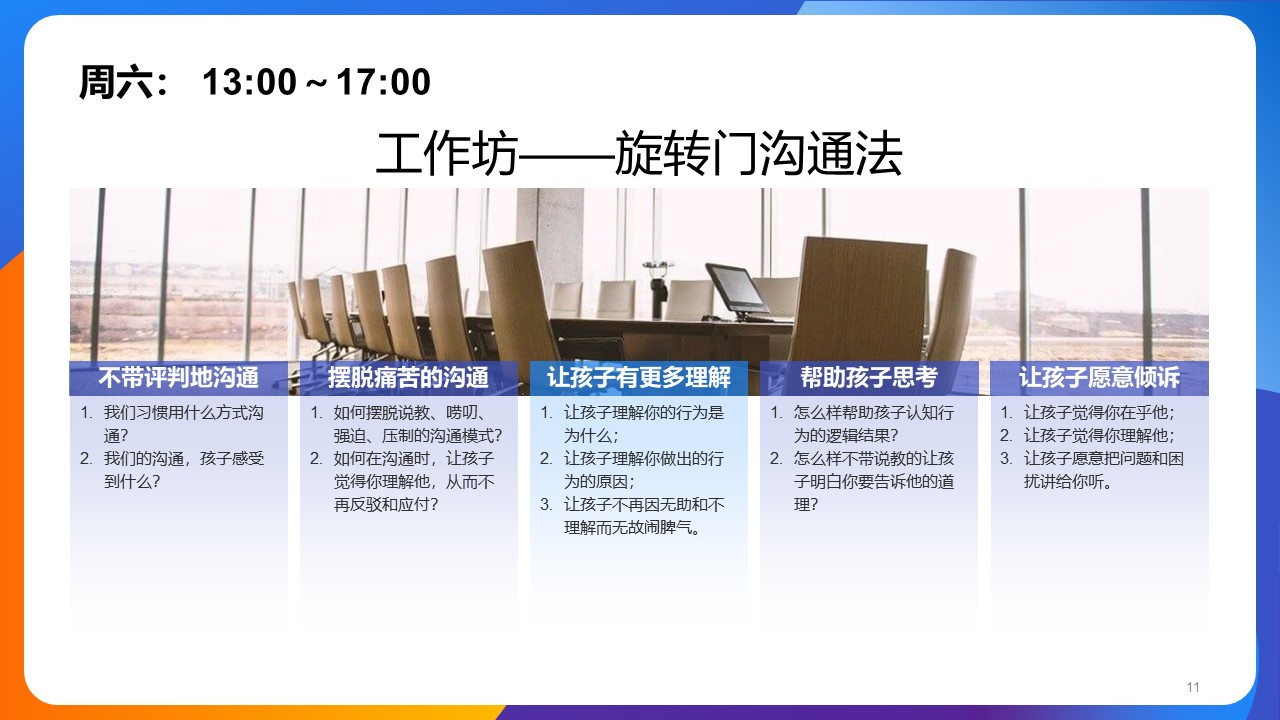 周六： 13:00～17:00
工作坊——旋转门沟通法
不带评判地沟通
1. 我们习惯用什么方式沟
通？
2. 我们的沟通，孩子感受
到什么？
摆脱痛苦的沟通
1. 如何摆脱说教、唠叨、
强迫、压制的沟通模式？
2. 如何在沟通时，让孩子
觉得你理解他，从而不
再反驳和应付？
让孩子有更多理解
1. 让孩子理解你的行为是
为什么；
2. 让孩子理解你做出的行
为的原因；
3. 让孩子不再因无助和不
理解而无故闹脾气。
帮助孩子思考
1. 怎么样帮助孩子认知行
为的逻辑结果？
2. 怎么样不带说教的让孩
子明白你要告诉他的道
理？
让孩子愿意倾诉
1. 让孩子觉得你在乎他；
2. 让孩子觉得你理解他；
3. 让孩子愿意把问题和困
扰讲给你听。
11